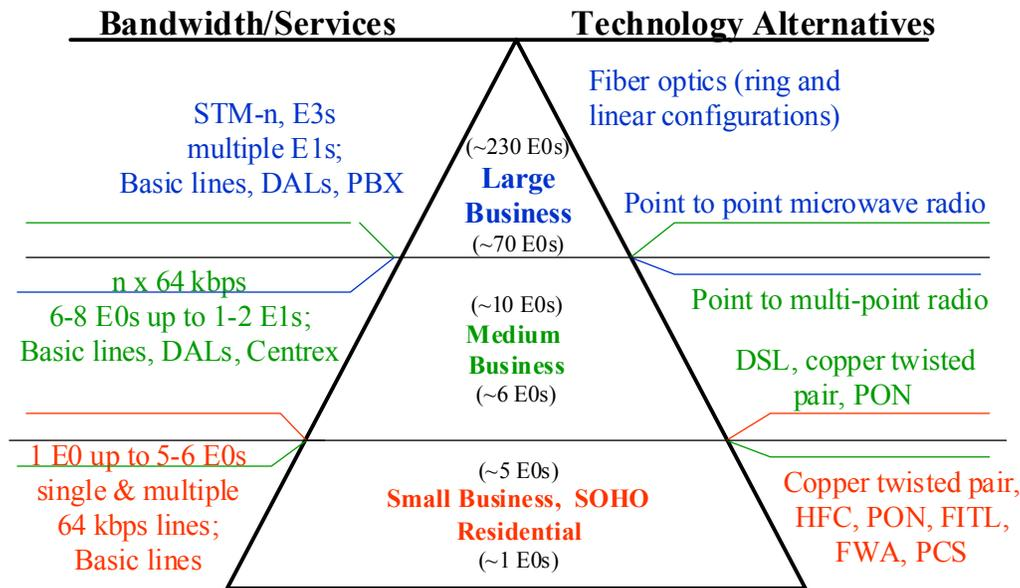 Bandwidth/Services
Technology Alternatives
STM-n, E3s
multiple E1s;
Basic lines, DALs, PBX
(~230 E0s)
Large
Business
(~70 E0s)
Fiber optics (ring and
linear configurations)
Point to point microwave radio
n x 64 kbps
6-8 E0s up to 1-2 E1s;
Basic lines, DALs, Centrex
(~10 E0s)
Medium
Business
(~6 E0s)
Point to multi-point radio
DSL, copper twisted
pair, PON
1 E0 up to 5-6 E0s
single & multiple
64 kbps lines;
Basic lines
(~5 E0s)
Small Business, SOHO
Residential
(~1 E0s)
Copper twisted pair,
HFC, PON, FITL,
FWA, PCS